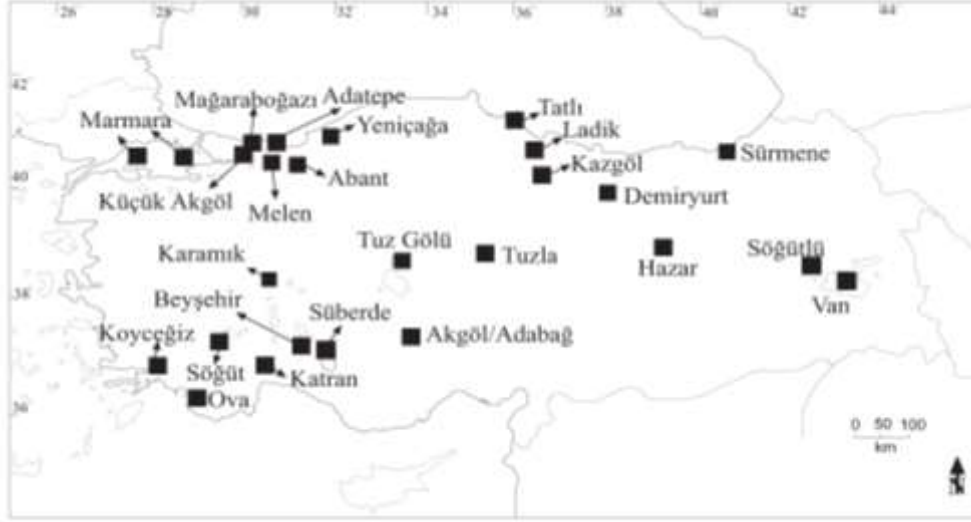 26 28 30 32 34 36 38 40 42 44
42
40
38
36
Mağaraboğazı
Adatepe
Marmara
Yeniçağa
Tatlı
Ladik
Kazgöl
Sürmene
Abant
Küçük Akgöl
Melen
Demiryurt
Karamık
Tuz Gölü
Tuzla
Hazar
Söğütlü
Van
Beyşehir
Süberde
Koyceğiz
Akgöl/Adabağ
Söğüt
Katran
Ova
0 50 100
km